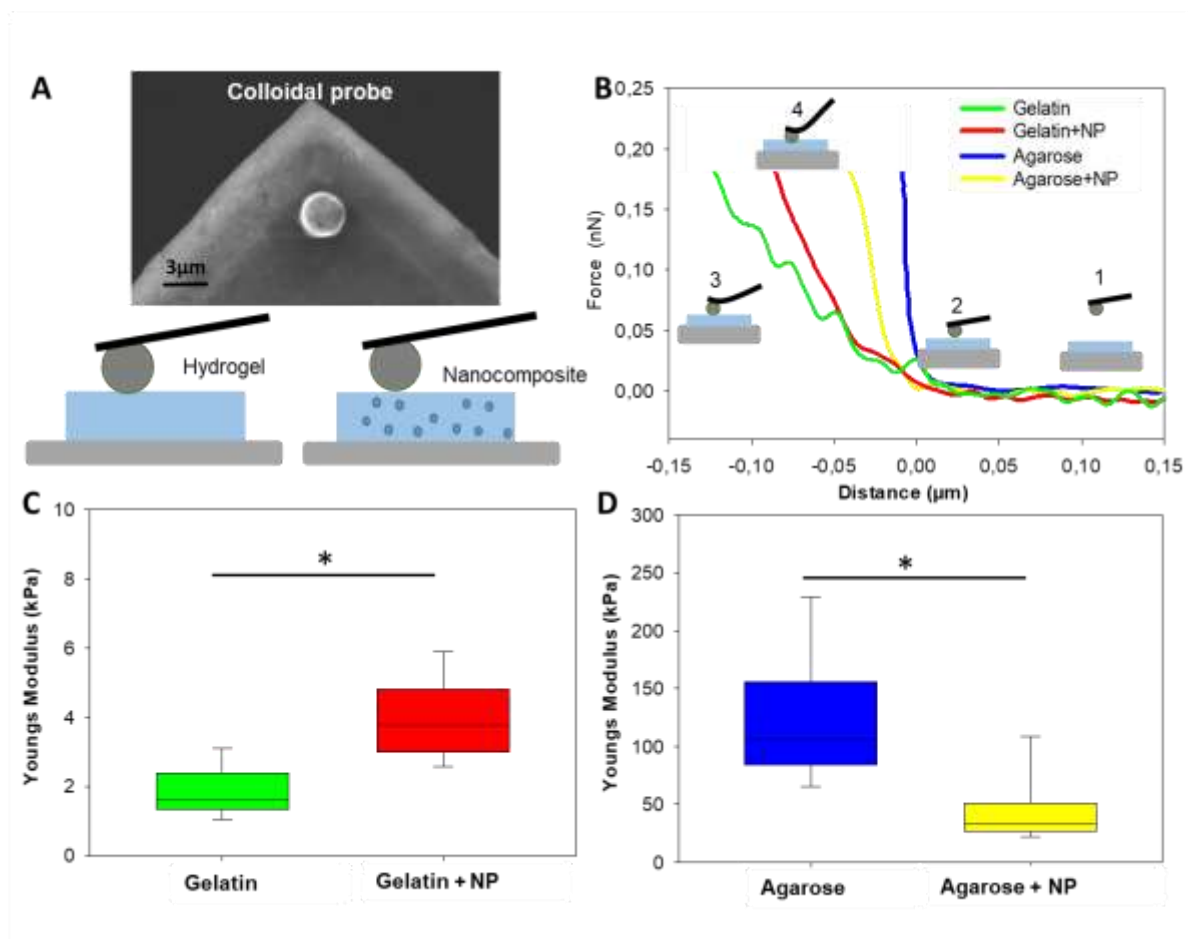 A
Colloidal probe
3µm
Hydrogel
Nanocomposite
B
0,25
0,20
0,15
0,10
0,05
0,00
Force (nN)
4
3
2
1
Gelatin
Gelatin+NP
Agarose
Agarose+NP
-0,15 -0,10 -0,05 0,00 0,05 0,10 0,15
Distance (µm)
C
10
8
6
4
2
0
Youngs Modulus (kPa)
*
Gelatin Gelatin + NP
D
300
250
200
150
100
50
0
Youngs Modulus (kPa)
*
Agarose Agarose + NP